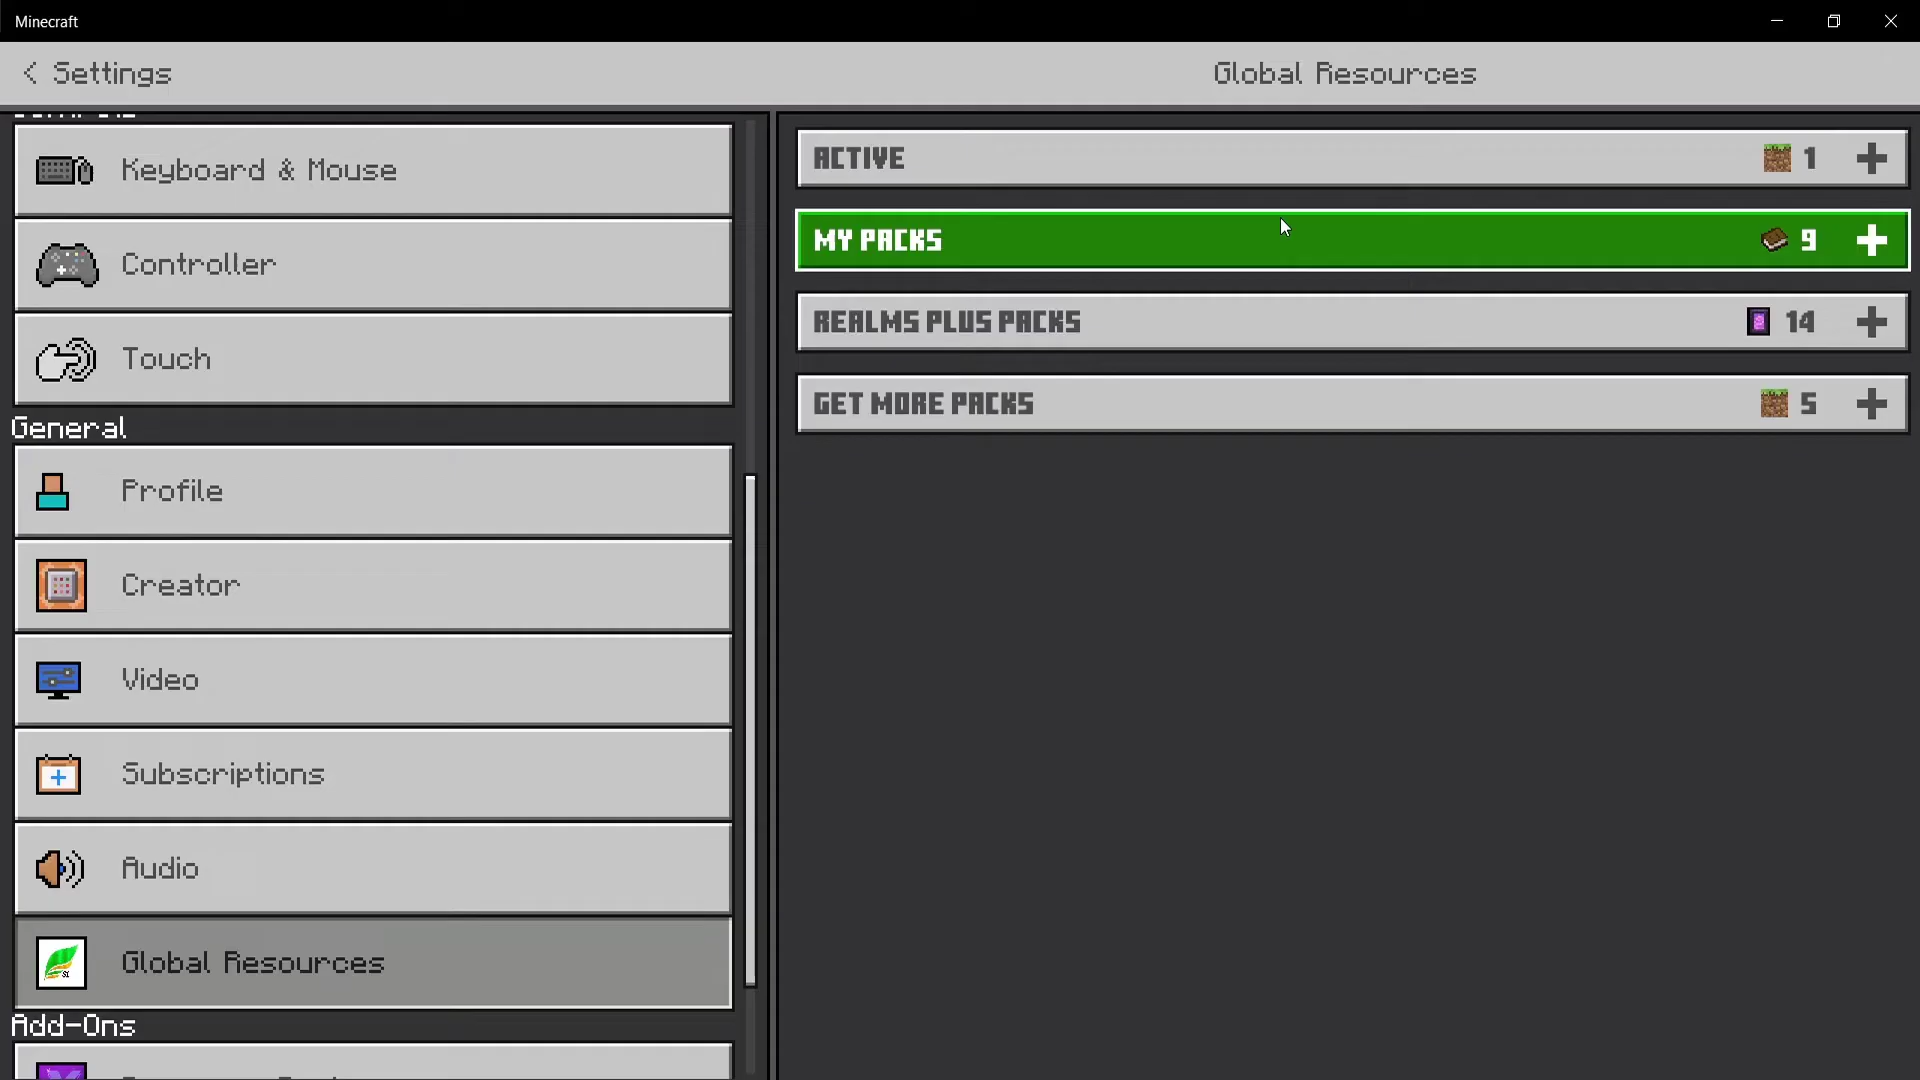 Minecraft
Settings
Global Resources
Keyboard & Mouse
Controller
Touch
General
Profile
Creator
Video
Subscriptions
Audio
Global Resources
Add-Ons
ACTIVE 1
MY PACKS 9
REALMS PLUS PACKS 14
GET MORE PACKS 5